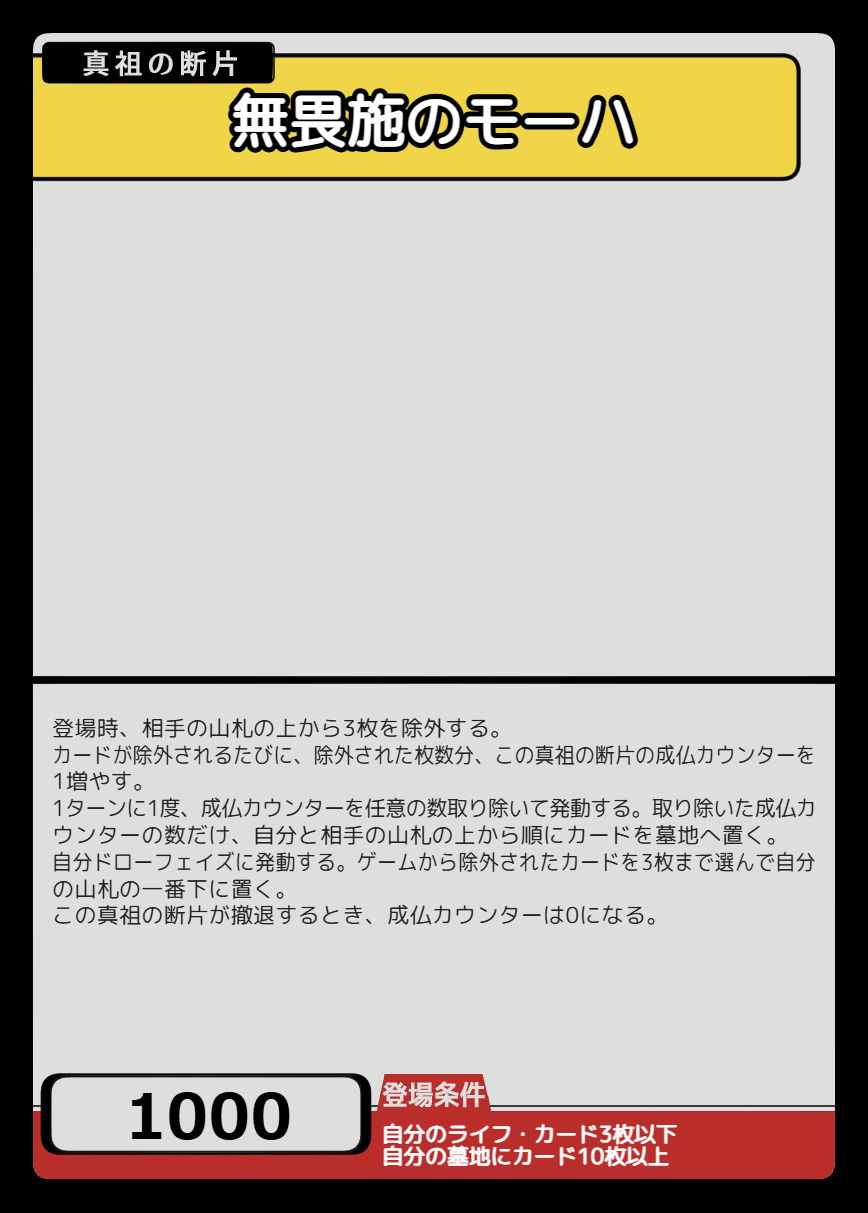 真祖の断片
無畏施のモーハ
登場時、相手の山札の上から3枚を除外する。
カードが除外されるたびに、除外された枚数分、この真祖の断片の成仏カウンターを
1増やす。
1ターンに1度、成仏カウンターを任意の数取り除いて発動する。取り除いた成仏カ
ウンターの数だけ、自分と相手の山札の上から順にカードを墓地へ置く。
自分ドローフェイズに発動する。ゲームから除外されたカードを3枚まで選んで自分
の山札の一番下に置く。
この真祖の断片が撤退するとき、成仏カウンターは0になる。
1000
登場条件
自分のライフ・カード3枚以下
自分の墓地にカード10枚以上